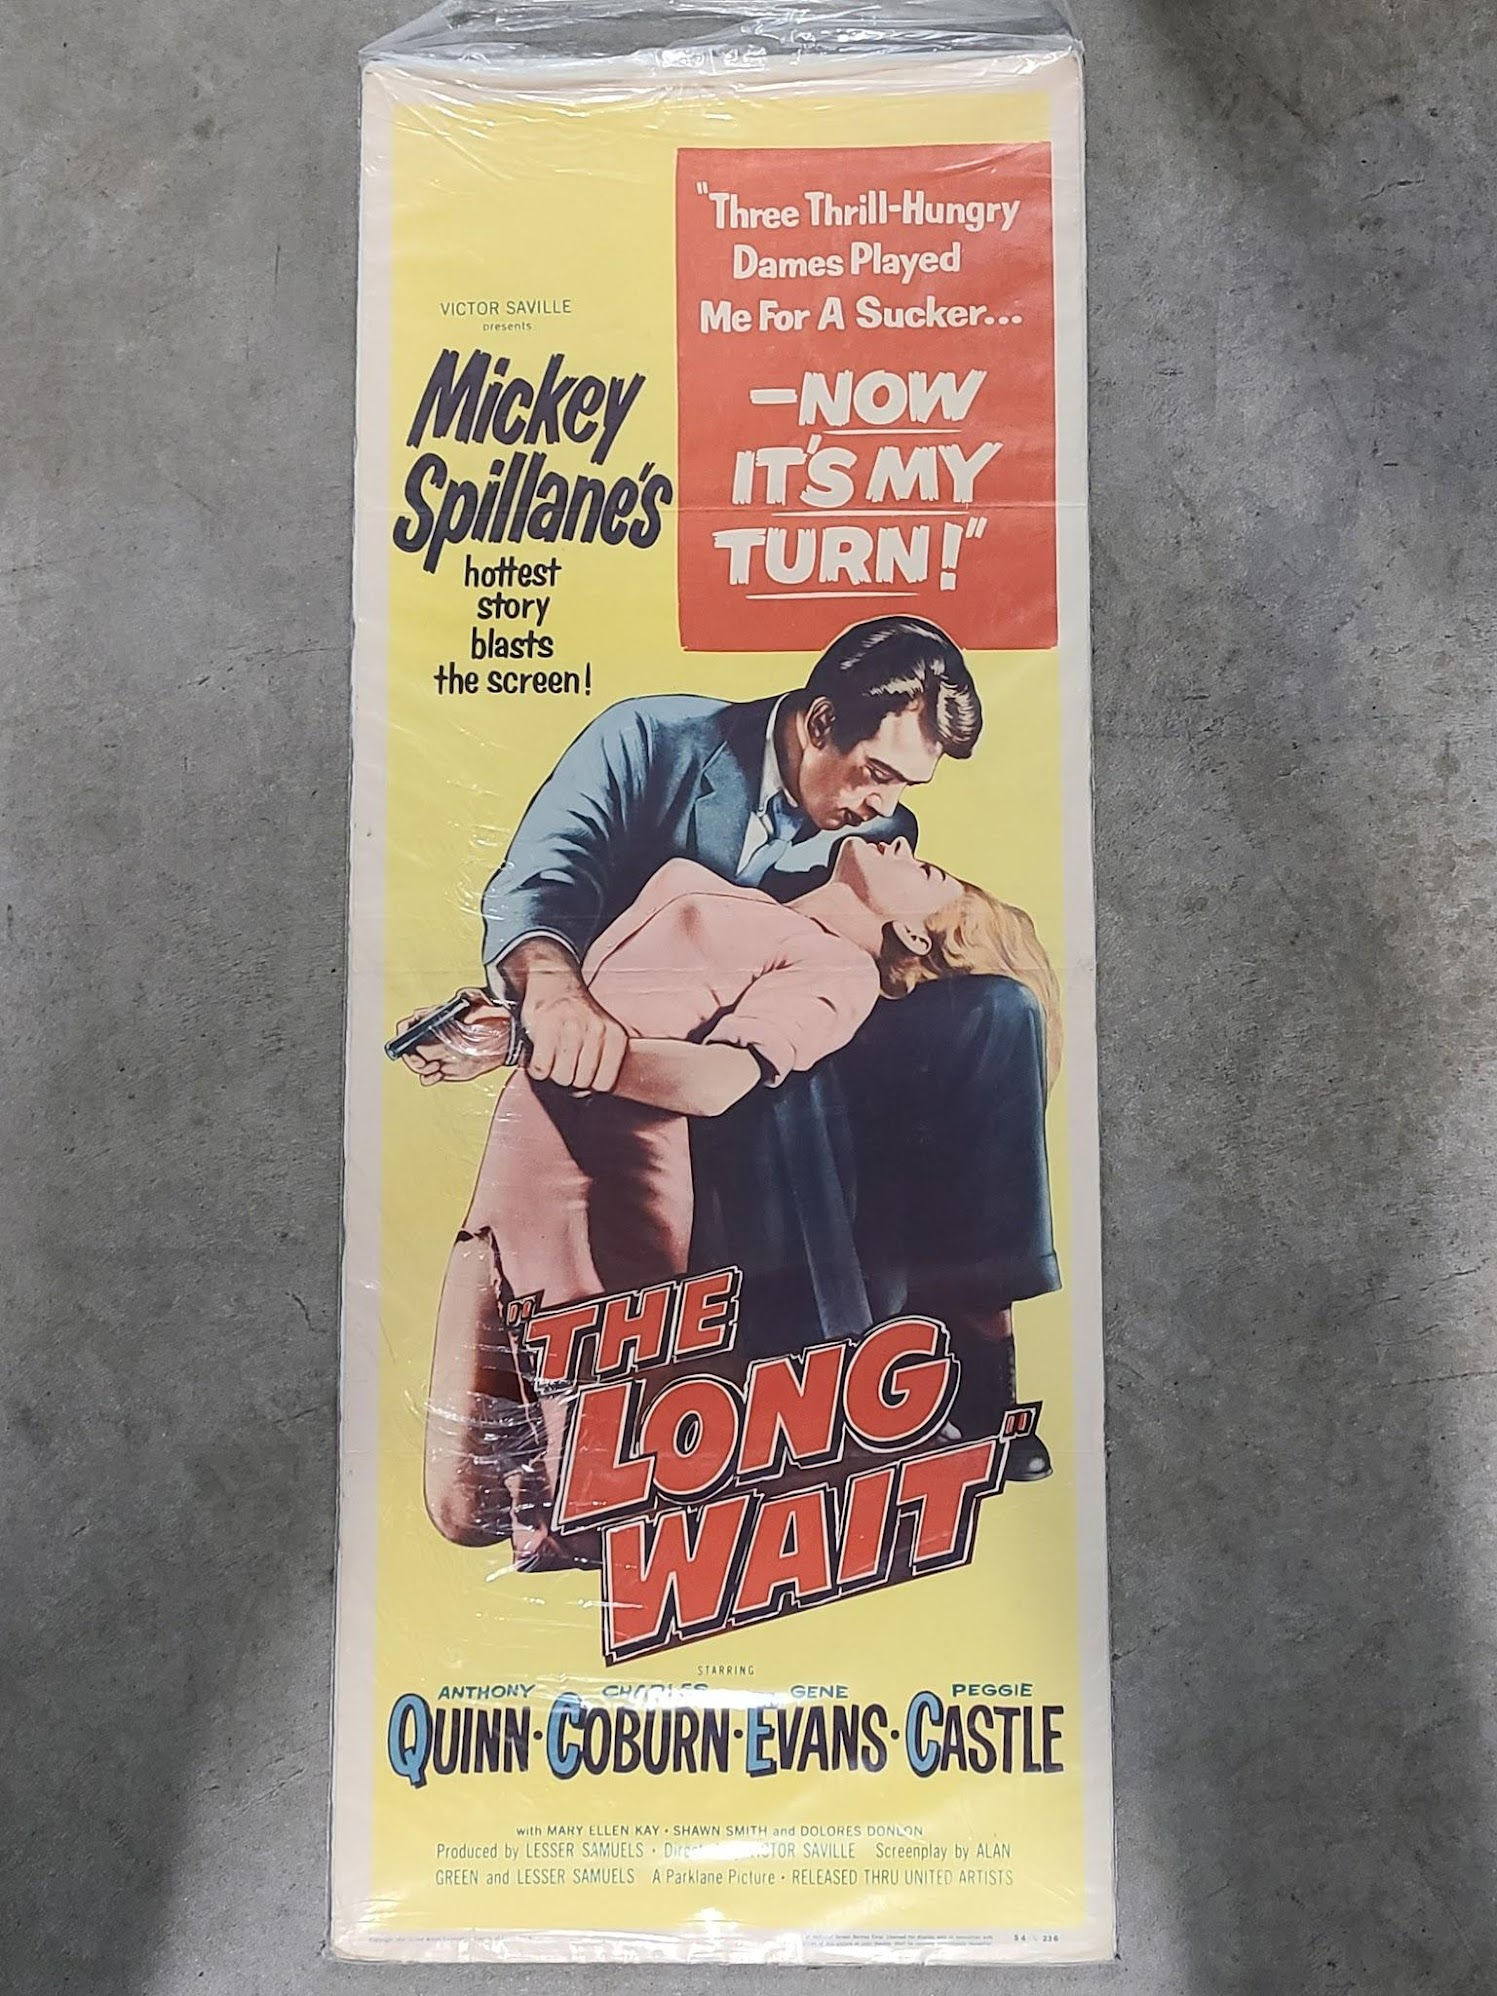 "Three Thrill-Hungry
Dames Played
Me For A Sucker...
—NOW
IT'S MY
TURN!"
VICTOR SAVILLE
presents
Mickey
Spillane's
hottest
story
blasts
the screen!
"THE
LONG
WAIT"
STARRING
ANTHONY QUINN · CHARLES COBURN · GENE EVANS · PEGGIE CASTLE
with MARY ELLEN KAY · SHAWN SMITH and DOLORES DONLON
Produced by LESSER SAMUELS · VICTOR SAVILLE Screenplay by ALAN
GREEN and LESSER SAMUELS A Parklane Picture · RELEASED THRU UNITED ARTISTS
54 236